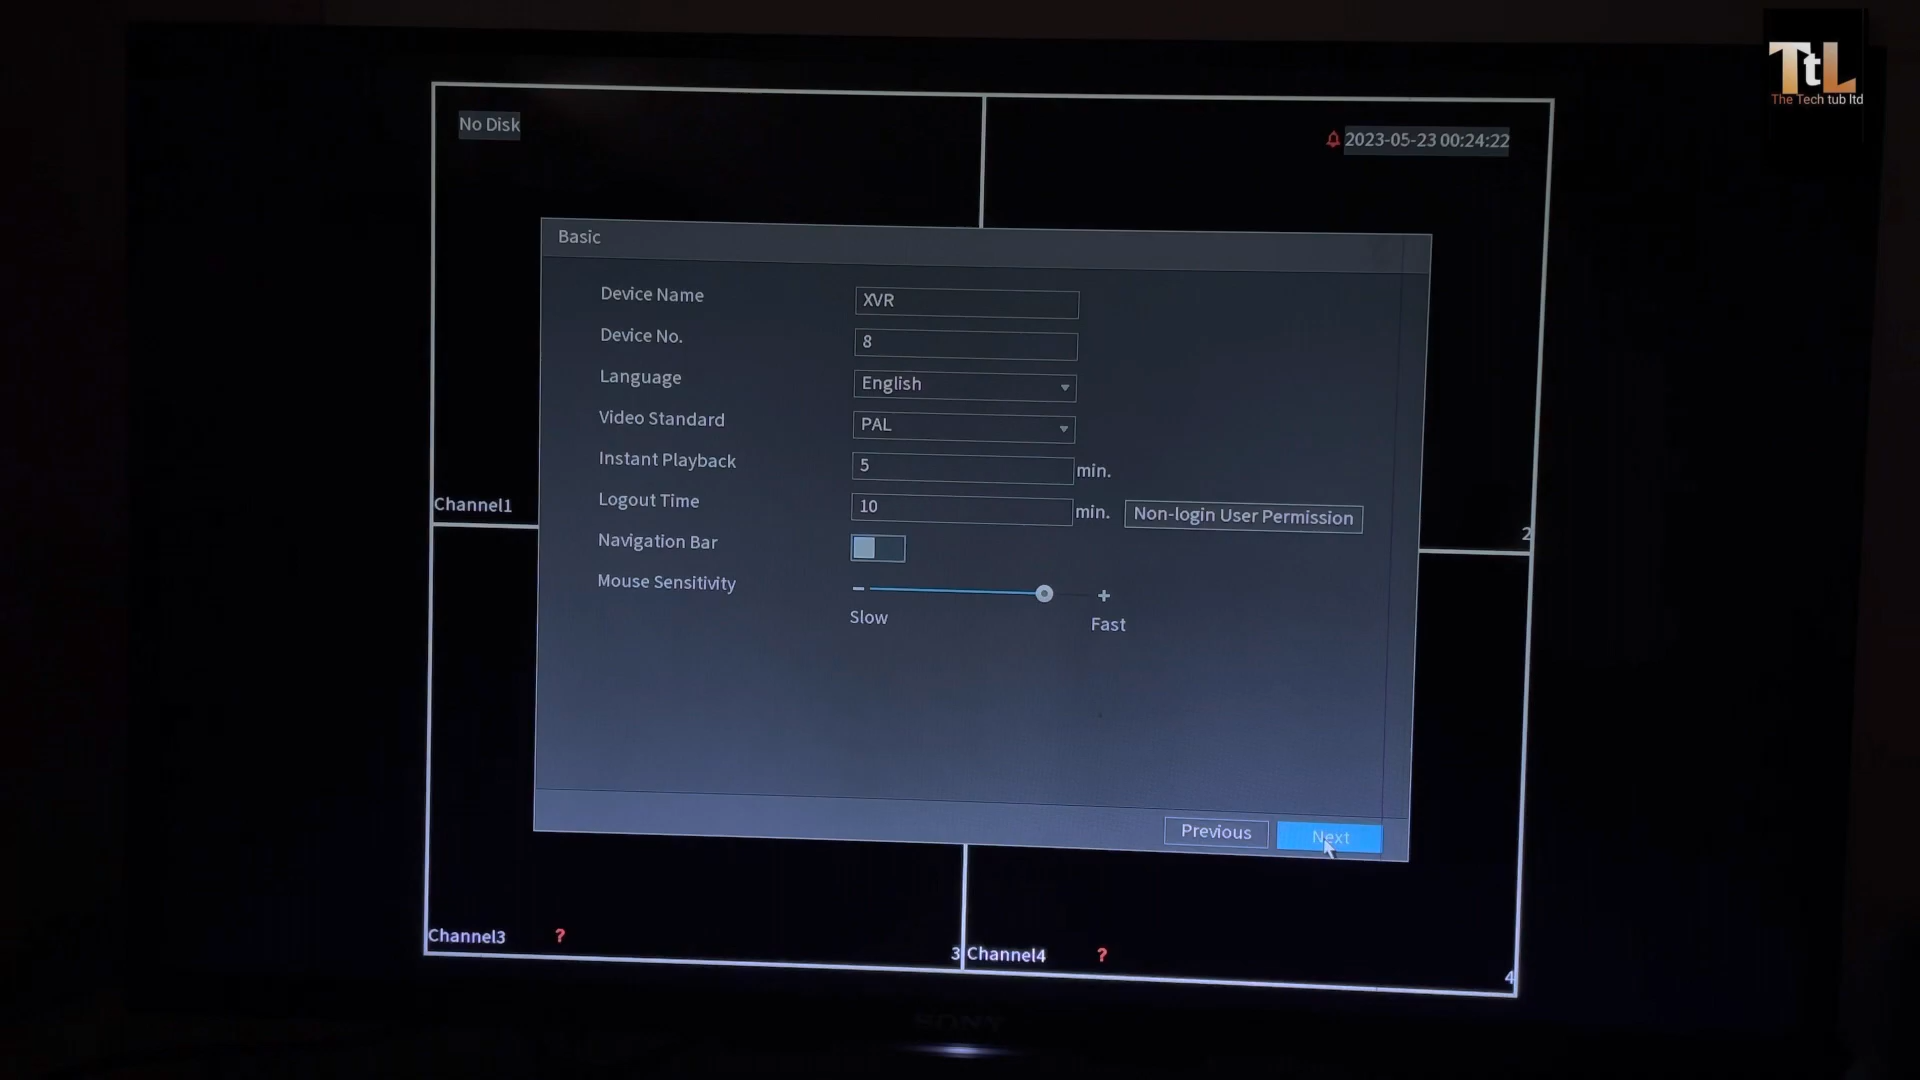 TtL
The Tech tub ltd
No Disk
2023-05-23 00:24:22
Basic
Device Name
XVR
Device No.
8
Language
English
Video Standard
PAL
Instant Playback
5
min.
Logout Time
10
min.
Non-login User Permission
Navigation Bar
Mouse Sensitivity
- +
Slow
Fast
Previous
Next
Channel1
2
Channel3
?
3
Channel4
?
4
SONY